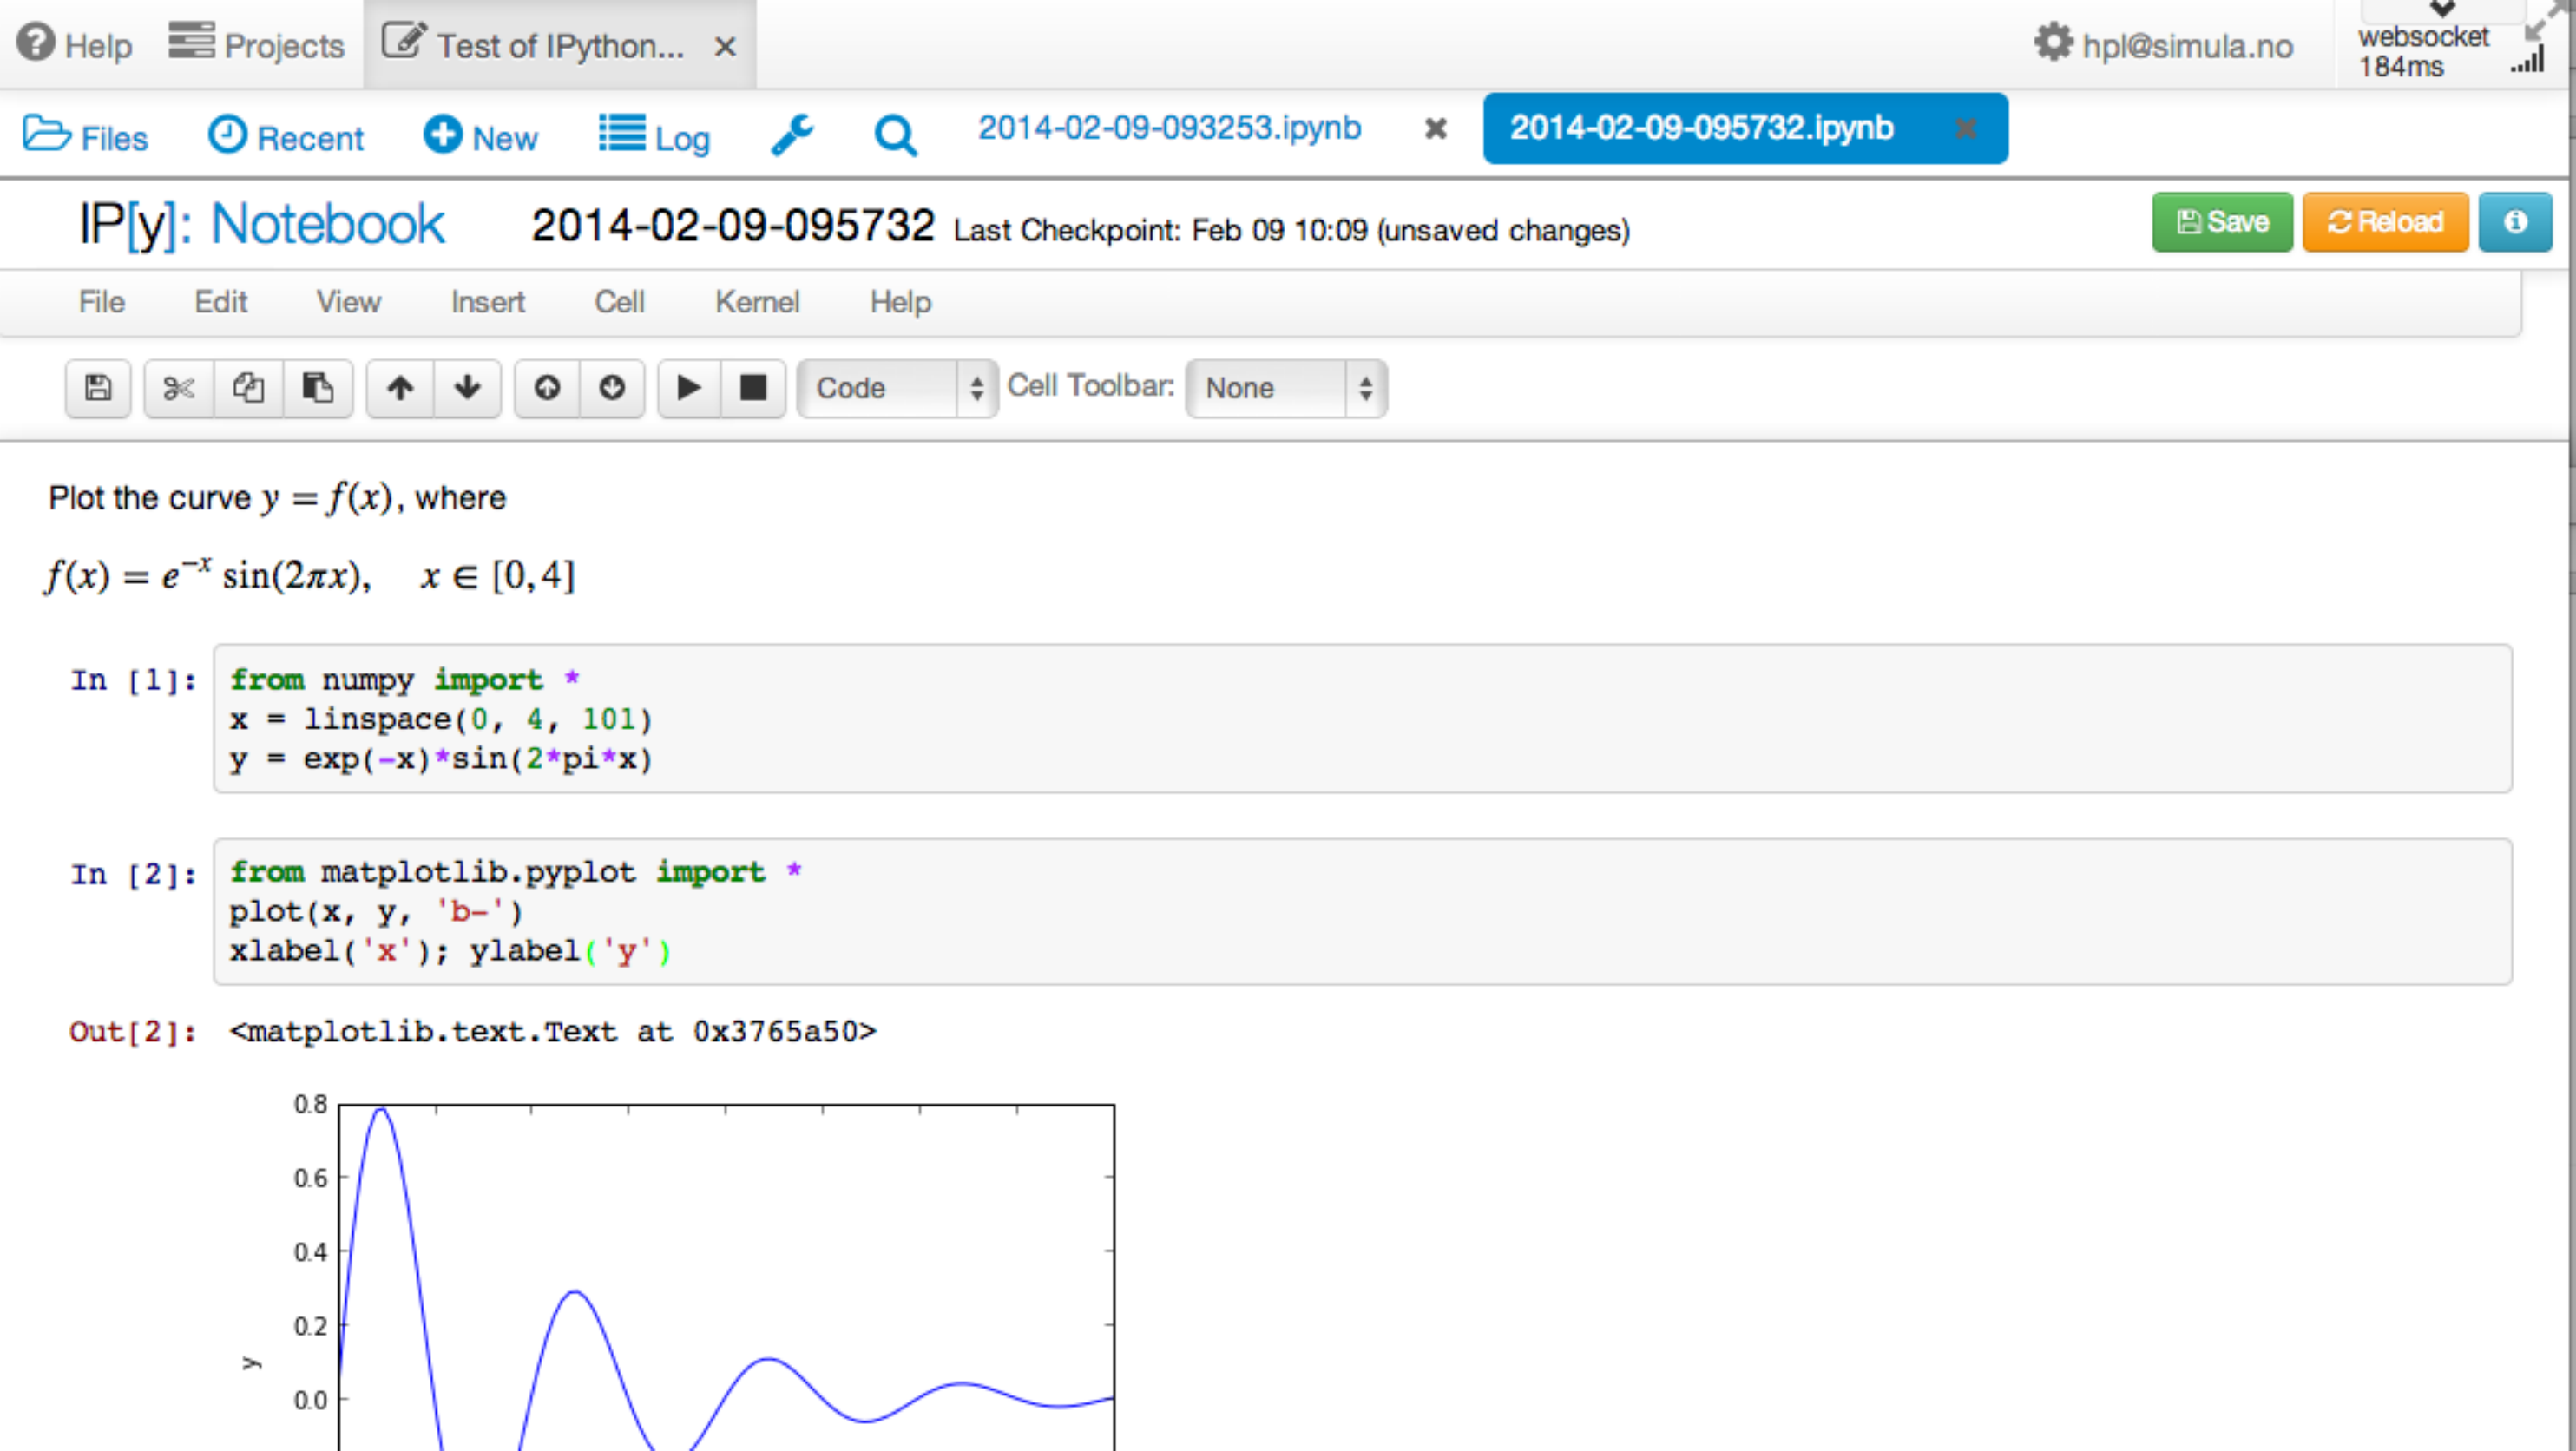 Help Projects Test of IPython... hpl@simula.no websocket
184ms
Files Recent New Log 2014-02-09-093253.ipynb 2014-02-09-095732.ipynb
IP[y]: Notebook 2014-02-09-095732 Last Checkpoint: Feb 09 10:09 (unsaved changes) Save Reload
File Edit View Insert Cell Kernel Help
Code Cell Toolbar: None
Plot the curve y = f(x), where
f(x) = e^{-x} sin(2πx), x ∈ [0, 4]
In [1]: from numpy import *
x = linspace(0, 4, 101)
y = exp(-x)*sin(2*pi*x)
In [2]: from matplotlib.pyplot import *
plot(x, y, 'b-')
xlabel('x'); ylabel('y')
Out[2]: <matplotlib.text.Text at 0x3765a50>
0.8
0.6
0.4
0.2
y
0.0